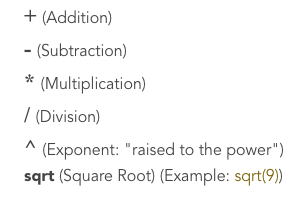 + (Addition)
- (Subtraction)
* (Multiplication)
/ (Division)
^ (Exponent: "raised to the power")
sqrt (Square Root) (Example: sqrt(9))